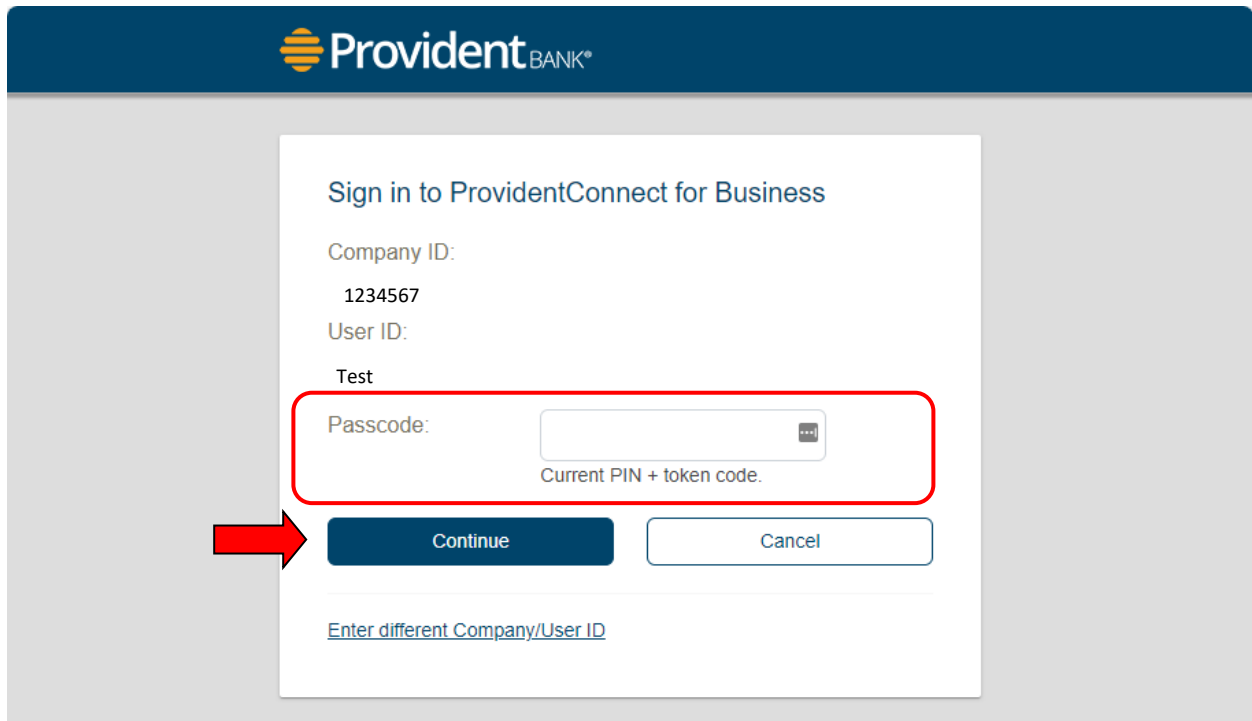 Provident BANK®
Sign in to ProvidentConnect for Business
Company ID:
1234567
User ID:
Test
Passcode:
Current PIN + token code.
Continue Cancel
Enter different Company/User ID